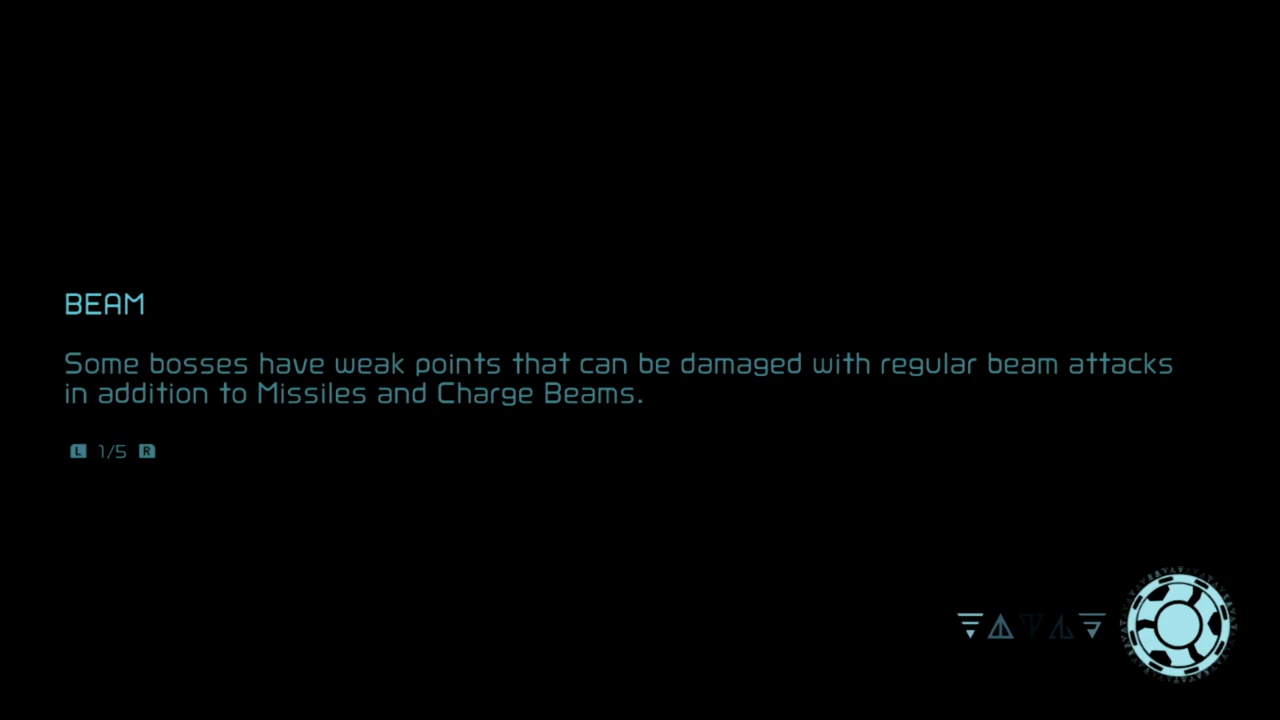 BEAM
Some bosses have weak points that can be damaged with regular beam attacks
in addition to Missiles and Charge Beams.
L 1/5 R